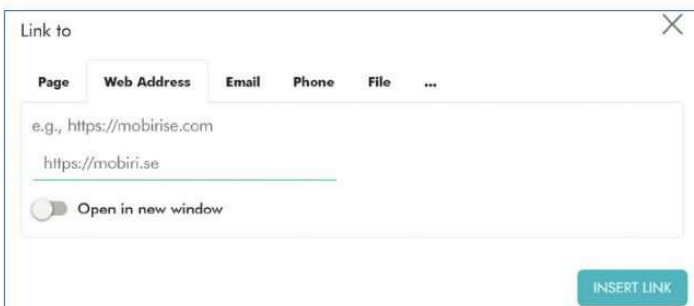 Link to
Page Web Address Email Phone File ...
e.g., https://mobirise.com
https://mobiri.se
Open in new window
INSERT LINK